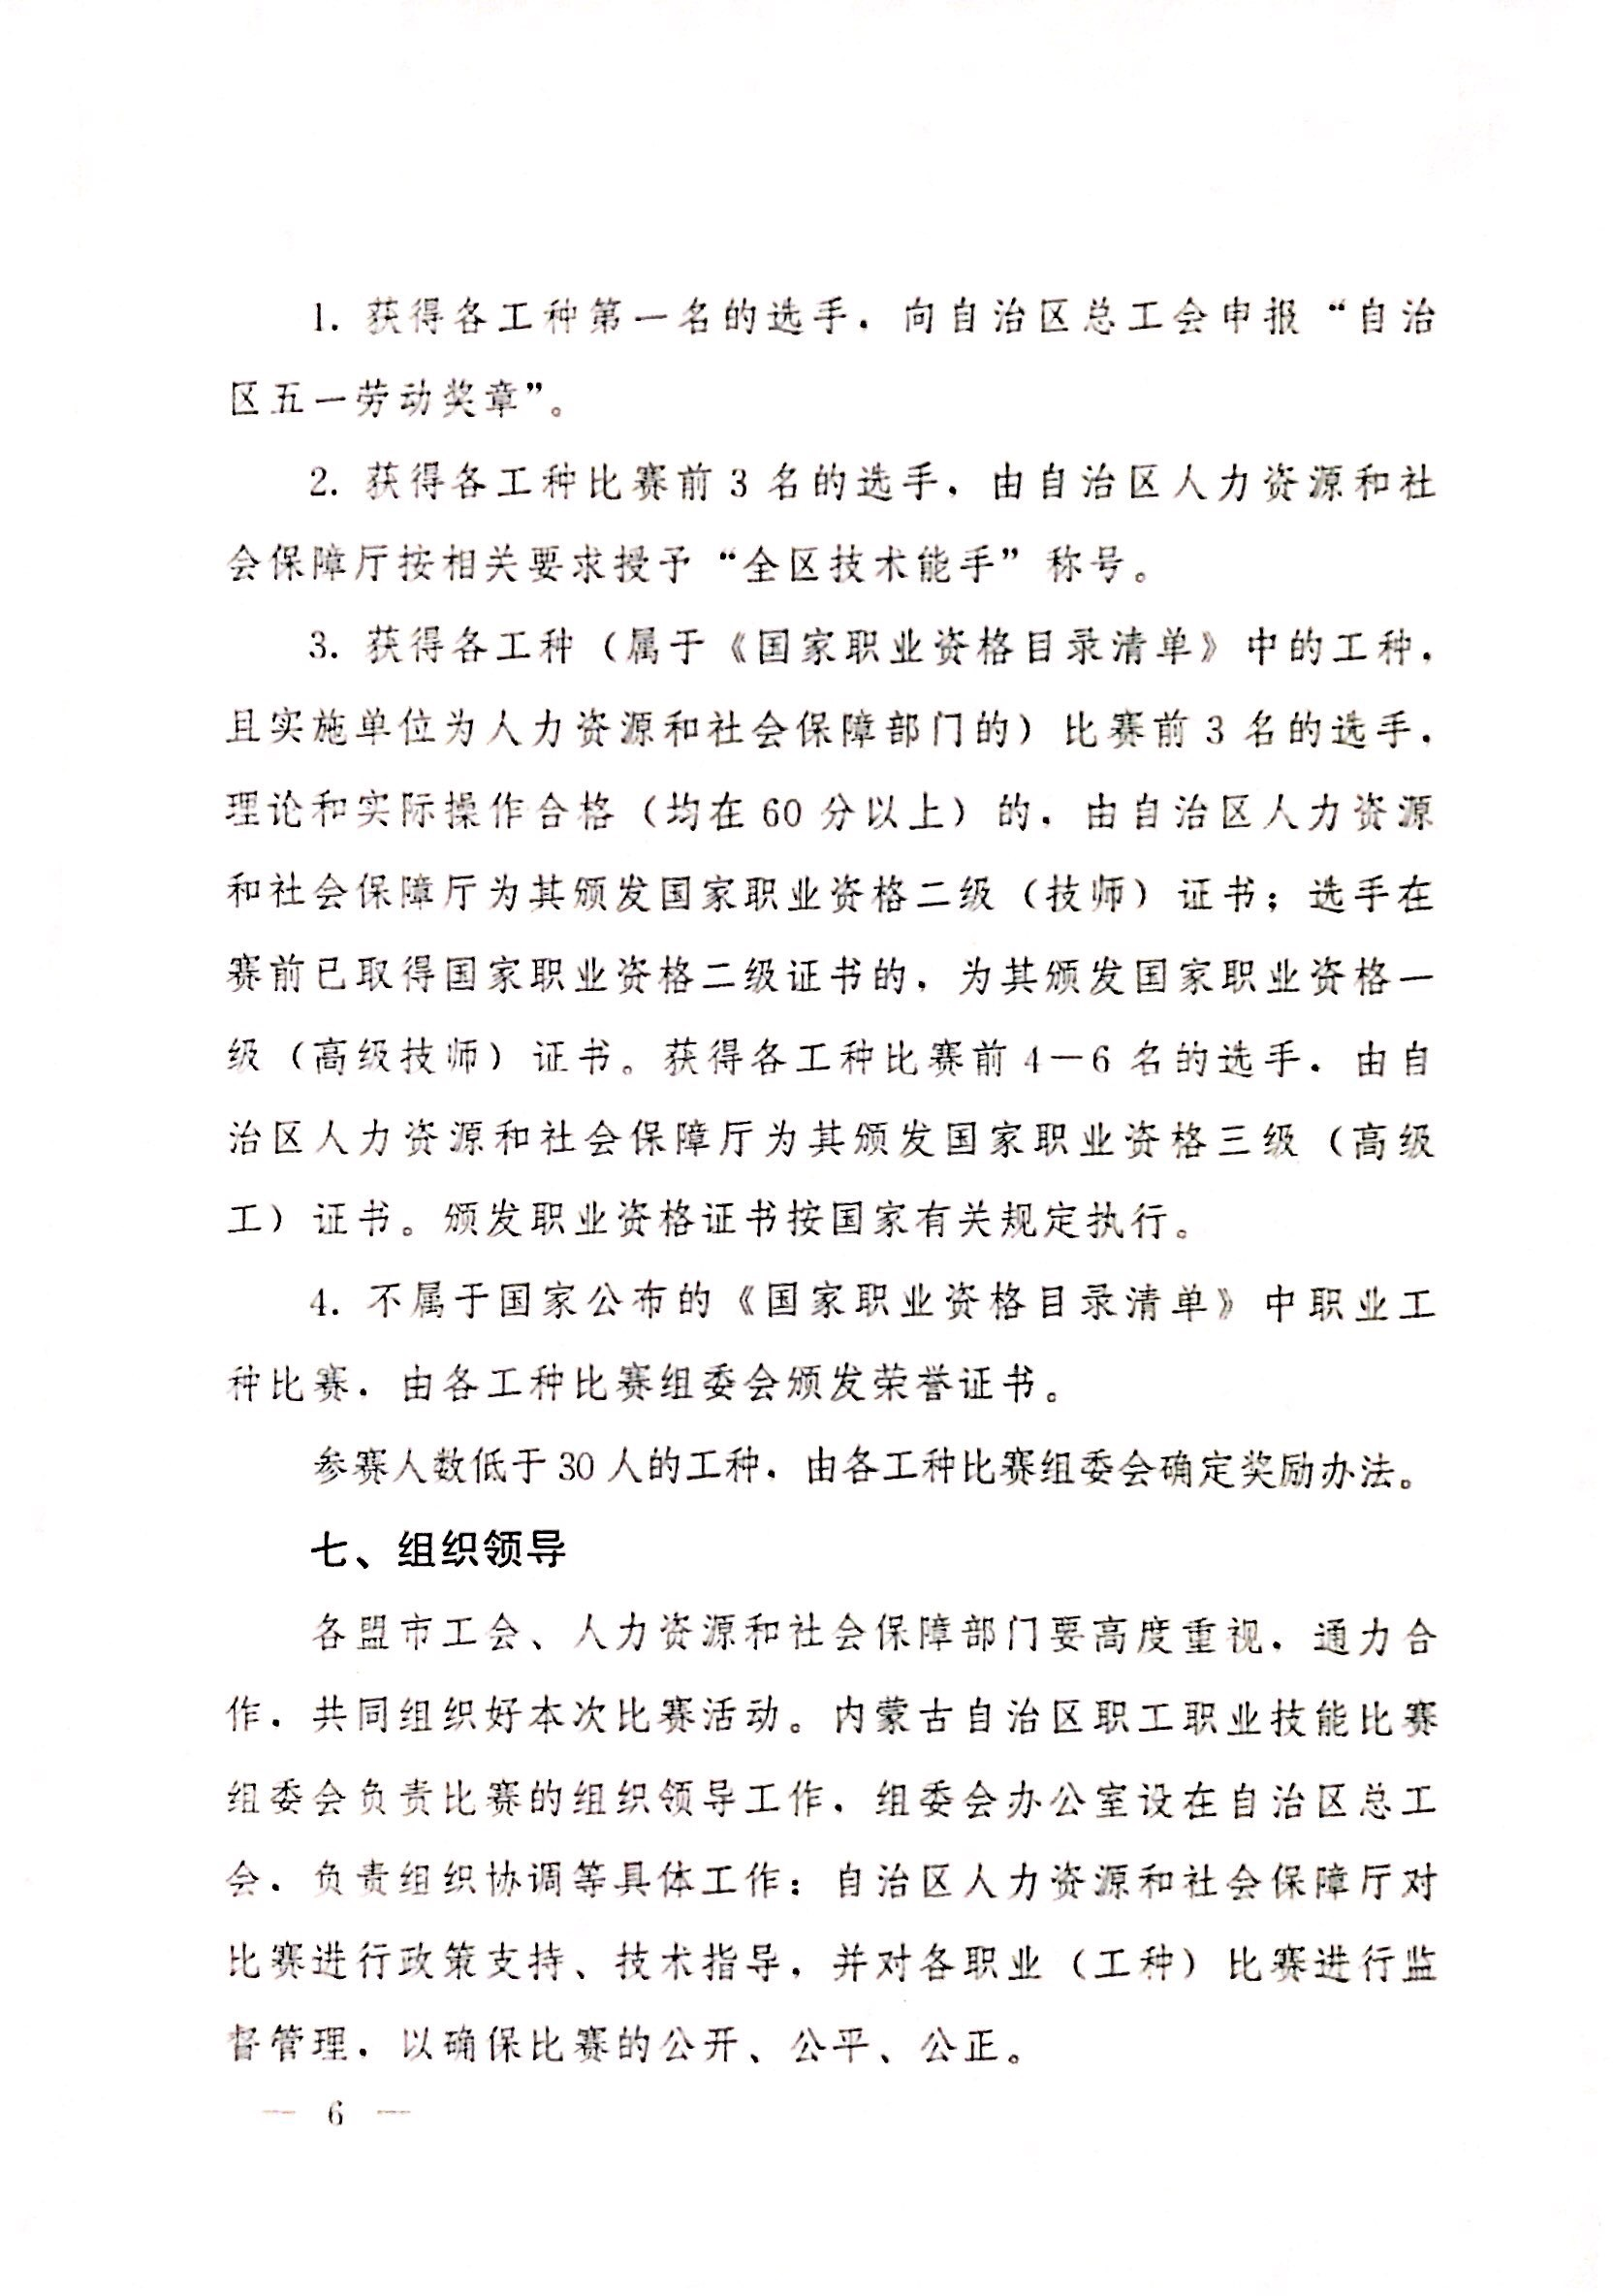 1. 获得各工种第一名的选手，向自治区总工会申报“自治
区五一劳动奖章”。
2. 获得各工种比赛前3名的选手，由自治区人力资源和社
会保障厅按相关要求授予“全区技术能手”称号。
3. 获得各工种（属于《国家职业资格目录清单》中的工种，
且实施单位为人力资源和社会保障部门的）比赛前3名的选手，
理论和实际操作合格（均在60分以上）的，由自治区人力资源
和社会保障厅为其颁发国家职业资格二级（技师）证书；选手在
赛前已取得国家职业资格二级证书的，为其颁发国家职业资格一
级（高级技师）证书。获得各工种比赛前4—6名的选手，由自
治区人力资源和社会保障厅为其颁发国家职业资格三级（高级
工）证书。颁发职业资格证书按国家有关规定执行。
4. 不属于国家公布的《国家职业资格目录清单》中职业工
种比赛，由各工种比赛组委会颁发荣誉证书。
参赛人数低于30人的工种，由各工种比赛组委会确定奖励办法。
七、组织领导
各盟市工会、人力资源和社会保障部门要高度重视，通力合
作，共同组织好本次比赛活动。内蒙古自治区职工职业技能比赛
组委会负责比赛的组织领导工作，组委会办公室设在自治区总工
会，负责组织协调等具体工作；自治区人力资源和社会保障厅对
比赛进行政策支持、技术指导，并对各职业（工种）比赛进行监
督管理，以确保比赛的公开、公平、公正。
— 6 —